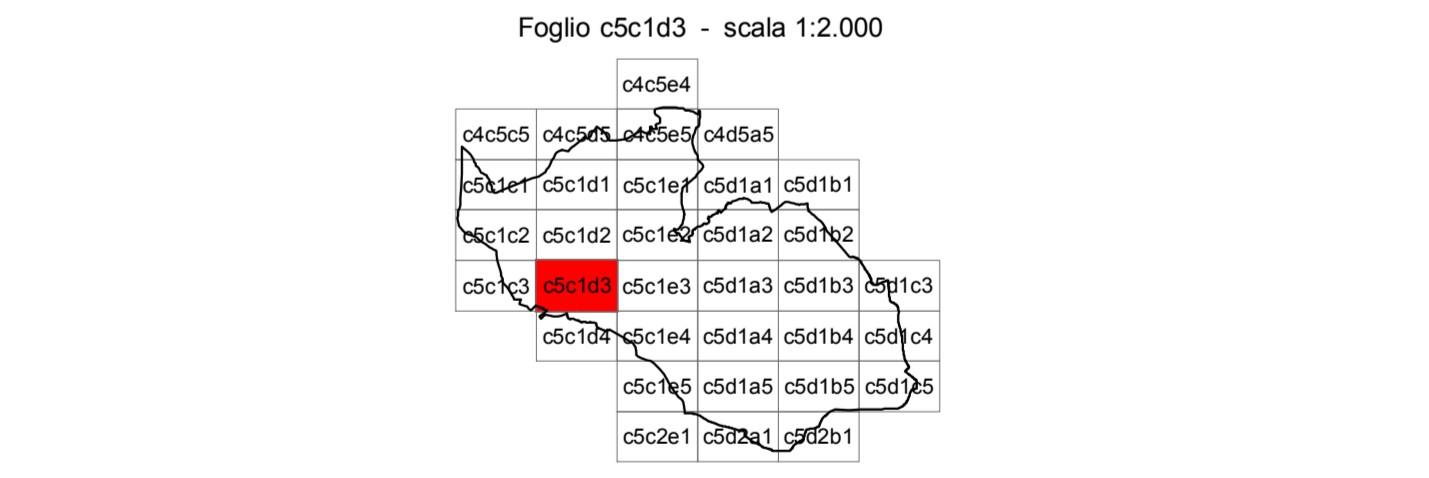 Foglio c5c1d3 - scala 1:2.000
c4c5e4
c4c5c5 c4c5d5 c4c5e5 c4d5a5
c5c1c1 c5c1d1 c5c1e1 c5d1a1 c5d1b1
c5c1c2 c5c1d2 c5c1e2 c5d1a2 c5d1b2
c5c1c3 c5c1d3 c5c1e3 c5d1a3 c5d1b3 c5d1c3
c5c1d4 c5c1e4 c5d1a4 c5d1b4 c5d1c4
c5c1e5 c5d1a5 c5d1b5 c5d1c5
c5c2e1 c5d2a1 c5d2b1